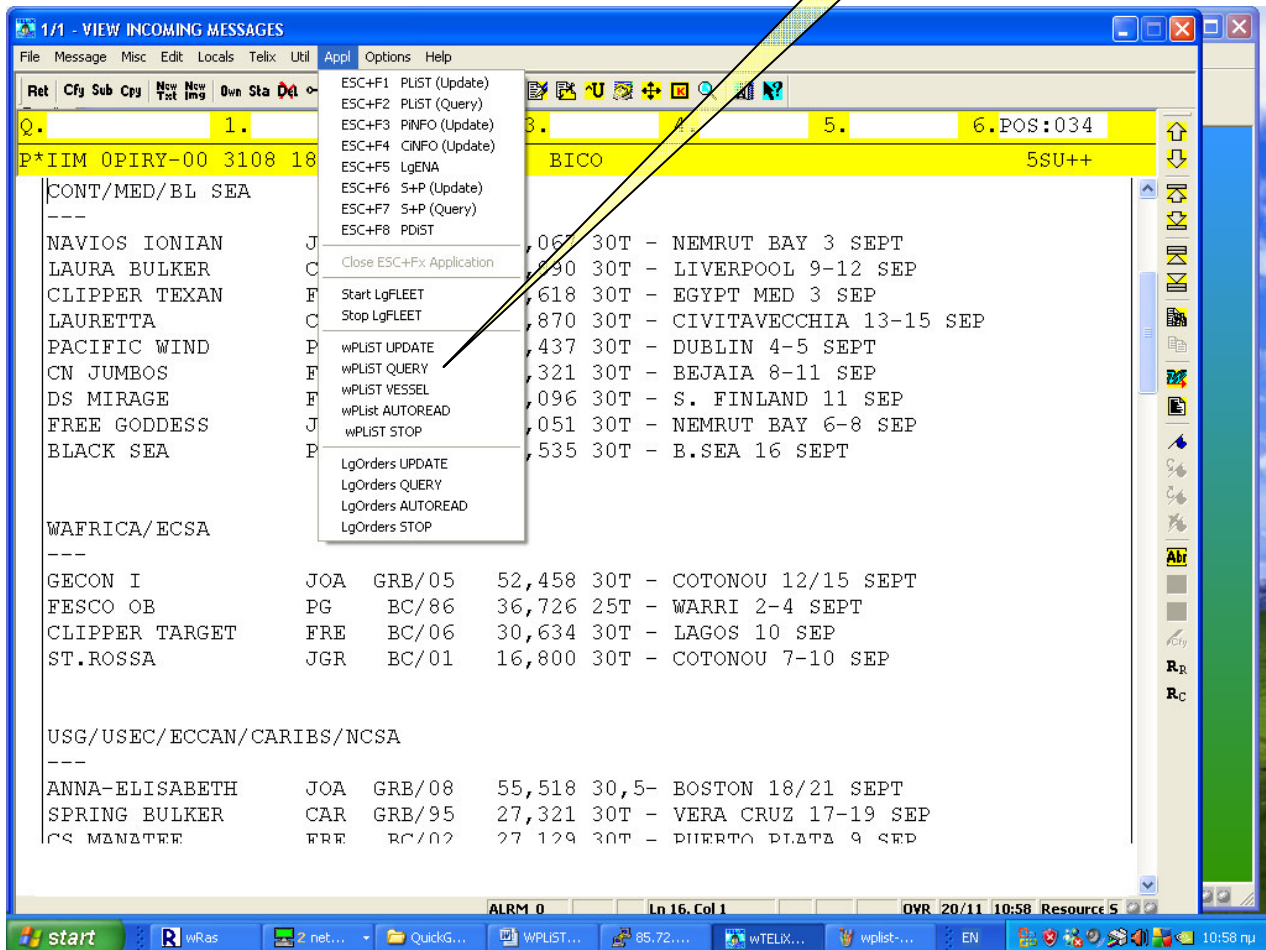 1/1 - VIEW INCOMING MESSAGES
File Message Misc Edit Locals Telix Util Appl Options Help
Ret Cfy Sub Cpy New Txt New Img Own Sta
Q. 1. 3. 4. 5. 6.POS:034
P*IIM 0PIRY-00 3108 18 BICO 5SU++
ESC+F1 PLiST (Update)
ESC+F2 PLiST (Query)
ESC+F3 PiNFO (Update)
ESC+F4 CiNFO (Update)
ESC+F5 LgENA
ESC+F6 S+P (Update)
ESC+F7 S+P (Query)
ESC+F8 PDiST
Close ESC+Fx Application
Start LgFLEET
Stop LgFLEET
wPLiST UPDATE
wPLiST QUERY
wPLiST VESSEL
wPList AUTOREAD
wPLiST STOP
LgOrders UPDATE
LgOrders QUERY
LgOrders AUTOREAD
LgOrders STOP
CONT/MED/BL SEA
---
NAVIOS IONIAN J ,067 30T - NEMRUT BAY 3 SEPT
LAURA BULKER C ,890 30T - LIVERPOOL 9-12 SEP
CLIPPER TEXAN F ,618 30T - EGYPT MED 3 SEP
LAURETTA C ,870 30T - CIVITAVECCHIA 13-15 SEP
PACIFIC WIND P ,437 30T - DUBLIN 4-5 SEPT
CN JUMBOS F ,321 30T - BEJAIA 8-11 SEP
DS MIRAGE F ,096 30T - S. FINLAND 11 SEP
FREE GODDESS J ,051 30T - NEMRUT BAY 6-8 SEP
BLACK SEA P ,535 30T - B.SEA 16 SEPT
WAFRICA/ECSA
---
GECON I JOA GRB/05 52,458 30T - COTONOU 12/15 SEPT
FESCO OB PG BC/86 36,726 25T - WARRI 2-4 SEPT
CLIPPER TARGET FRE BC/06 30,634 30T - LAGOS 10 SEP
ST.ROSSA JGR BC/01 16,800 30T - COTONOU 7-10 SEP
USG/USEC/ECCAN/CARIBS/NCSA
---
ANNA-ELISABETH JOA GRB/08 55,518 30,5- BOSTON 18/21 SEPT
SPRING BULKER CAR GRB/95 27,321 30T - VERA CRUZ 17-19 SEP
CS MANATEE FRE BC/02 27,129 30T - PUERTO PLATA 9 SEP
Abr
Cfy
RR
RC
ALRM 0 Ln 16, Col 1 OVR 20/11 10:58 Resource S
start wRas 2 net... QuickG... WPLiST... 85.72.... wTELiX... wplist-... EN 10:58 πμ